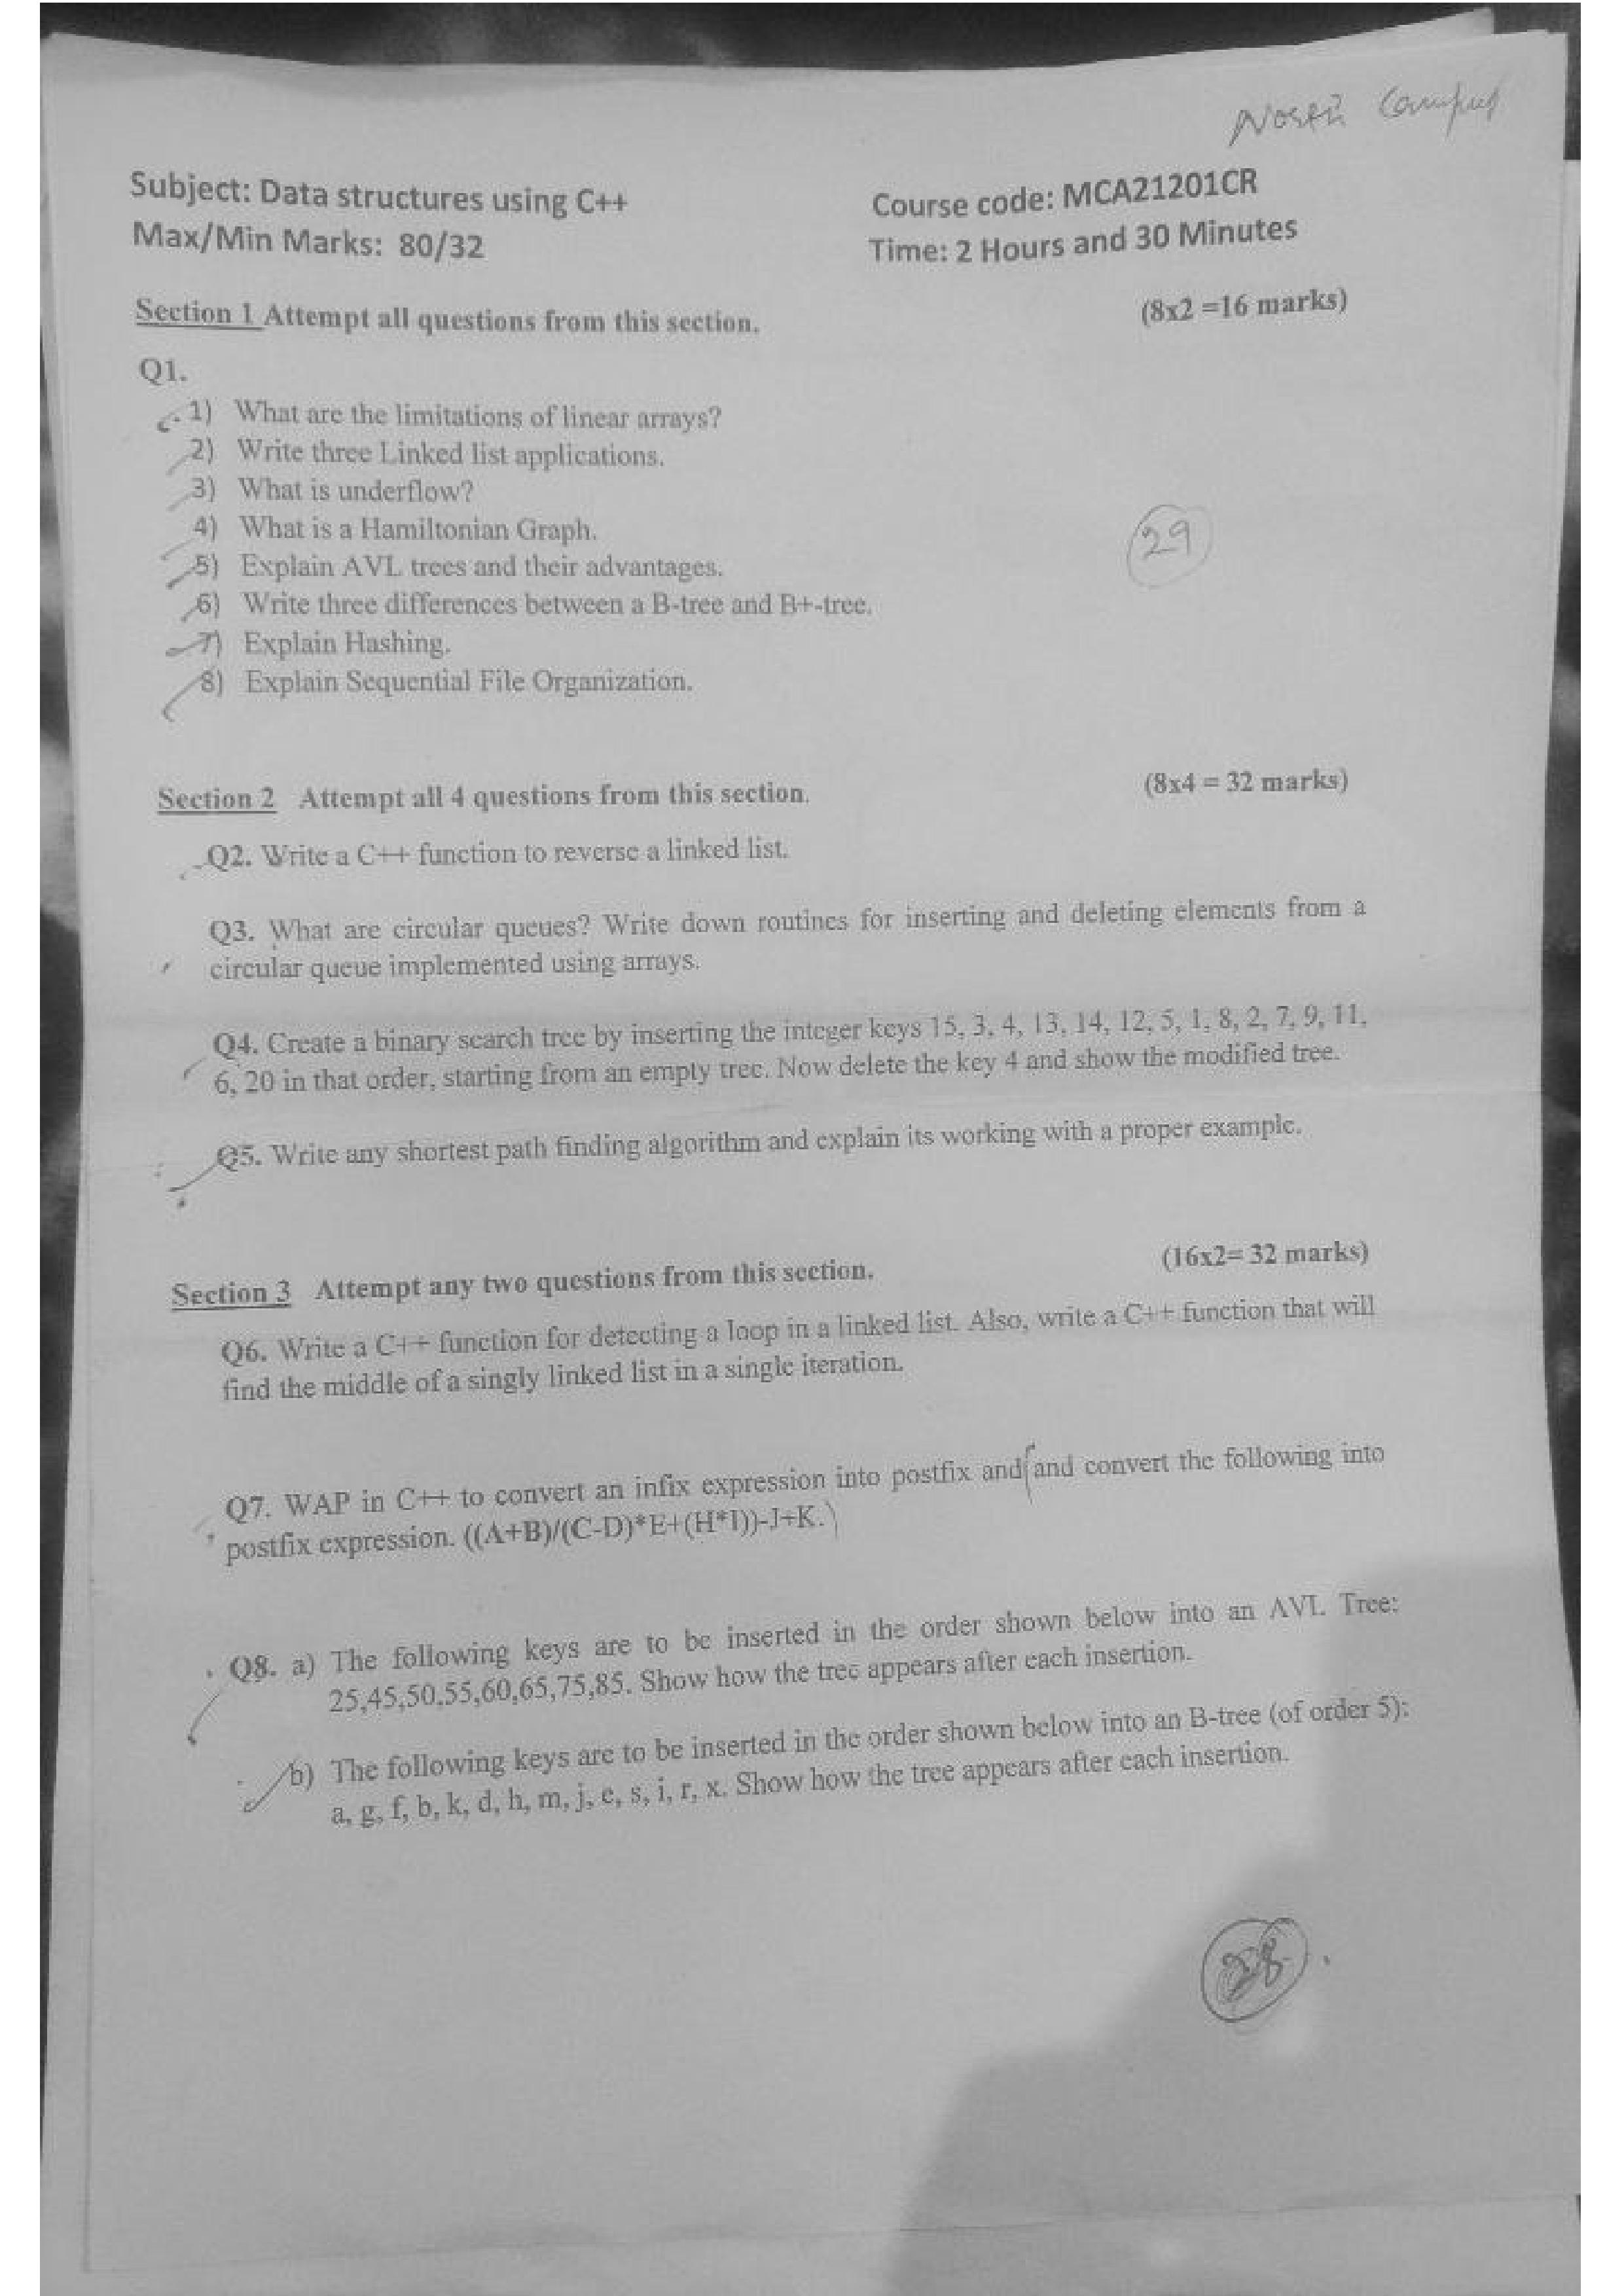 North Campus
Subject: Data structures using C++
Course code: MCA21201CR
Max/Min Marks: 80/32
Time: 2 Hours and 30 Minutes
Section 1 Attempt all questions from this section.
(8x2 =16 marks)
Q1.
1) What are the limitations of linear arrays?
2) Write three Linked list applications.
3) What is underflow?
4) What is a Hamiltonian Graph.
29
5) Explain AVL trees and their advantages.
6) Write three differences between a B-tree and B+-tree.
7) Explain Hashing.
8) Explain Sequential File Organization.
Section 2 Attempt all 4 questions from this section.
(8x4 = 32 marks)
Q2. Write a C++ function to reverse a linked list.
Q3. What are circular queues? Write down routines for inserting and deleting elements from a
circular queue implemented using arrays.
Q4. Create a binary search tree by inserting the integer keys 15, 3, 4, 13, 14, 12, 5, 1, 8, 2, 7, 9, 11,
6, 20 in that order, starting from an empty tree. Now delete the key 4 and show the modified tree.
Q5. Write any shortest path finding algorithm and explain its working with a proper example.
Section 3 Attempt any two questions from this section.
(16x2= 32 marks)
Q6. Write a C++ function for detecting a loop in a linked list. Also, write a C++ function that will
find the middle of a singly linked list in a single iteration.
Q7. WAP in C++ to convert an infix expression into postfix and and convert the following into
postfix expression. ((A+B)/(C-D)*E+(H*I))-J+K.
Q8. a) The following keys are to be inserted in the order shown below into an AVL Tree:
25,45,50,55,60,65,75,85. Show how the tree appears after each insertion.
b) The following keys are to be inserted in the order shown below into an B-tree (of order 5):
a, g, f, b, k, d, h, m, j, e, s, i, r, x. Show how the tree appears after each insertion.